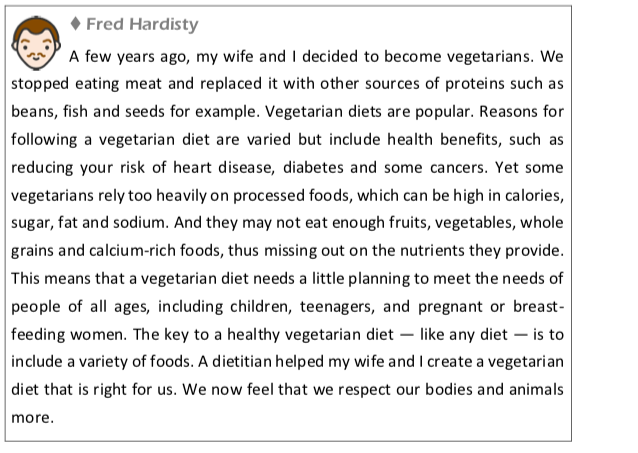 ♦ Fred Hardisty
A few years ago, my wife and I decided to become vegetarians. We
stopped eating meat and replaced it with other sources of proteins such as
beans, fish and seeds for example. Vegetarian diets are popular. Reasons for
following a vegetarian diet are varied but include health benefits, such as
reducing your risk of heart disease, diabetes and some cancers. Yet some
vegetarians rely too heavily on processed foods, which can be high in calories,
sugar, fat and sodium. And they may not eat enough fruits, vegetables, whole
grains and calcium-rich foods, thus missing out on the nutrients they provide.
This means that a vegetarian diet needs a little planning to meet the needs of
people of all ages, including children, teenagers, and pregnant or breast-
feeding women. The key to a healthy vegetarian diet — like any diet — is to
include a variety of foods. A dietitian helped my wife and I create a vegetarian
diet that is right for us. We now feel that we respect our bodies and animals
more.